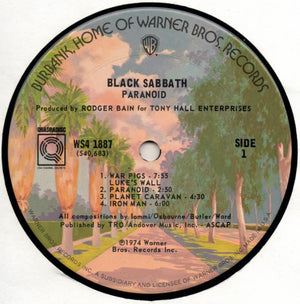 BURBANK, HOME OF WARNER BROS. RECORDS
WB
BLACK SABBATH
PARANOID
Produced by RODGER BAIN for TONY HALL ENTERPRISES
QUADRADISC
Q
WS4 1887
(S40,683)
SIDE
1
1. WAR PIGS - 7:55
LUKE'S WALL
2. PARANOID - 2:50
3. PLANET CARAVAN - 4:30
4. IRON MAN - 6:00
All compositions by Iommi/Osbourne/Butler/Ward
Published by TRO/Andover Music, Inc. - ASCAP
©1974 Warner
Bros. Records Inc.